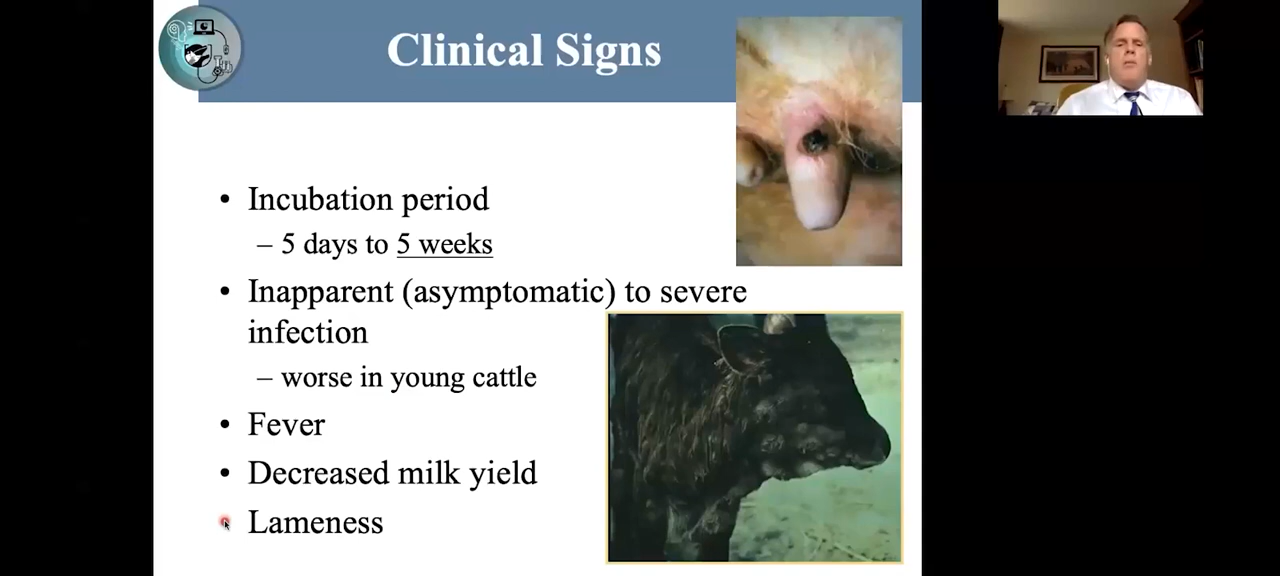 Clinical Signs
• Incubation period
– 5 days to 5 weeks
• Inapparent (asymptomatic) to severe
infection
– worse in young cattle
• Fever
• Decreased milk yield
• Lameness